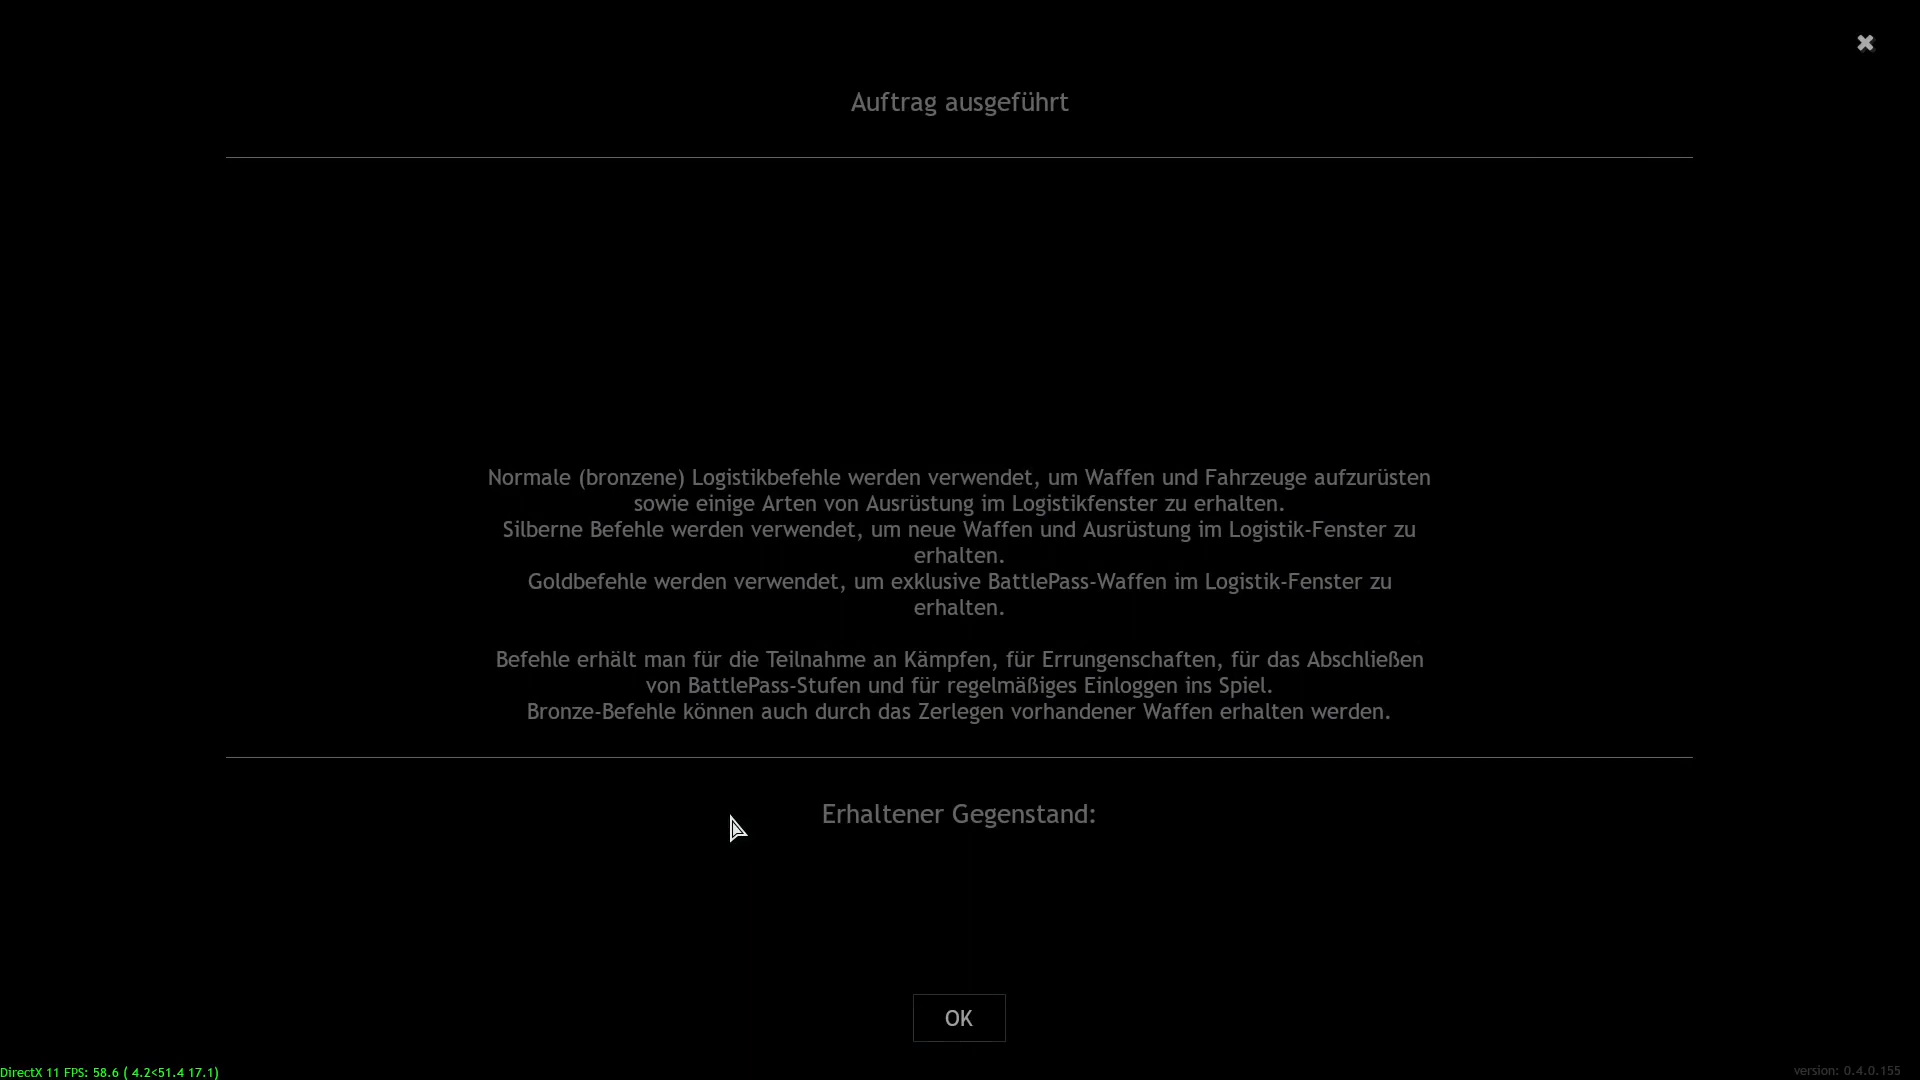 Auftrag ausgeführt
Normale (bronzene) Logistikbefehle werden verwendet, um Waffen und Fahrzeuge aufzurüsten
sowie einige Arten von Ausrüstung im Logistikfenster zu erhalten.
Silberne Befehle werden verwendet, um neue Waffen und Ausrüstung im Logistik-Fenster zu
erhalten.
Goldbefehle werden verwendet, um exklusive BattlePass-Waffen im Logistik-Fenster zu
erhalten.
Befehle erhält man für die Teilnahme an Kämpfen, für Errungenschaften, für das Abschließen
von BattlePass-Stufen und für regelmäßiges Einloggen ins Spiel.
Bronze-Befehle können auch durch das Zerlegen vorhandener Waffen erhalten werden.
Erhaltener Gegenstand:
OK
DirectX 11 FPS: 58.6 ( 4.2<51.4 17.1)
version: 0.4.0.155